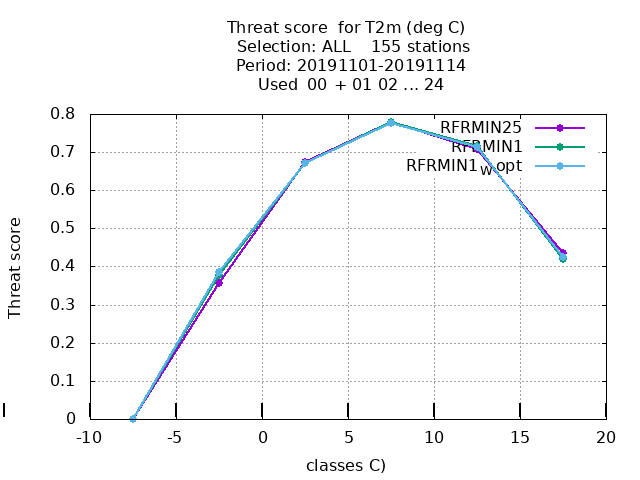 Threat score for T2m (deg C)
Selection: ALL 155 stations
Period: 20191101-20191114
Used 00 + 01 02 ... 24
0.8
0.7
0.6
0.5
0.4
0.3
0.2
0.1
0
Threat score
RFRMIN25
RFRMIN1
RFRMIN1wopt
-10
-5
0
5
10
15
20
classes C)